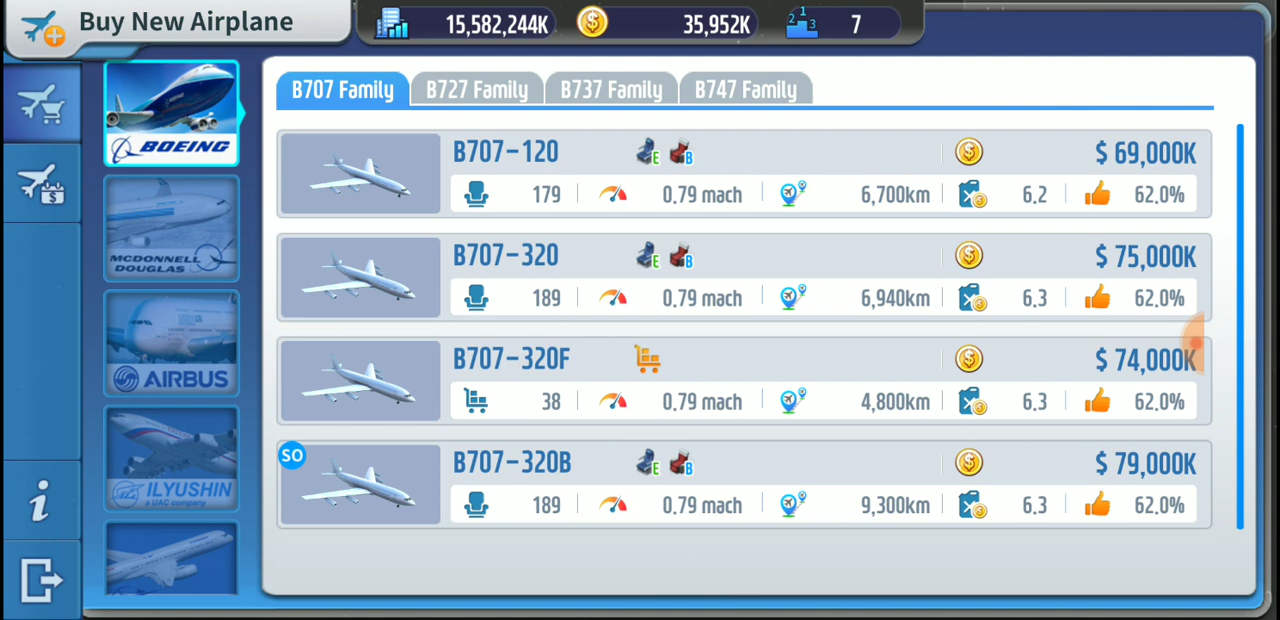 Buy New Airplane
15,582,244K
35,952K
2 1 3
7
BOEING
MCDONNELL DOUGLAS
AIRBUS
ILYUSHIN
a UAC company
B707 Family
B727 Family
B737 Family
B747 Family
B707-120
E B
$ 69,000K
179
0.79 mach
6,700km
6.2
62.0%
B707-320
E B
$ 75,000K
189
0.79 mach
6,940km
6.3
62.0%
B707-320F
$ 74,000K
38
0.79 mach
4,800km
6.3
62.0%
SO
B707-320B
E B
$ 79,000K
189
0.79 mach
9,300km
6.3
62.0%